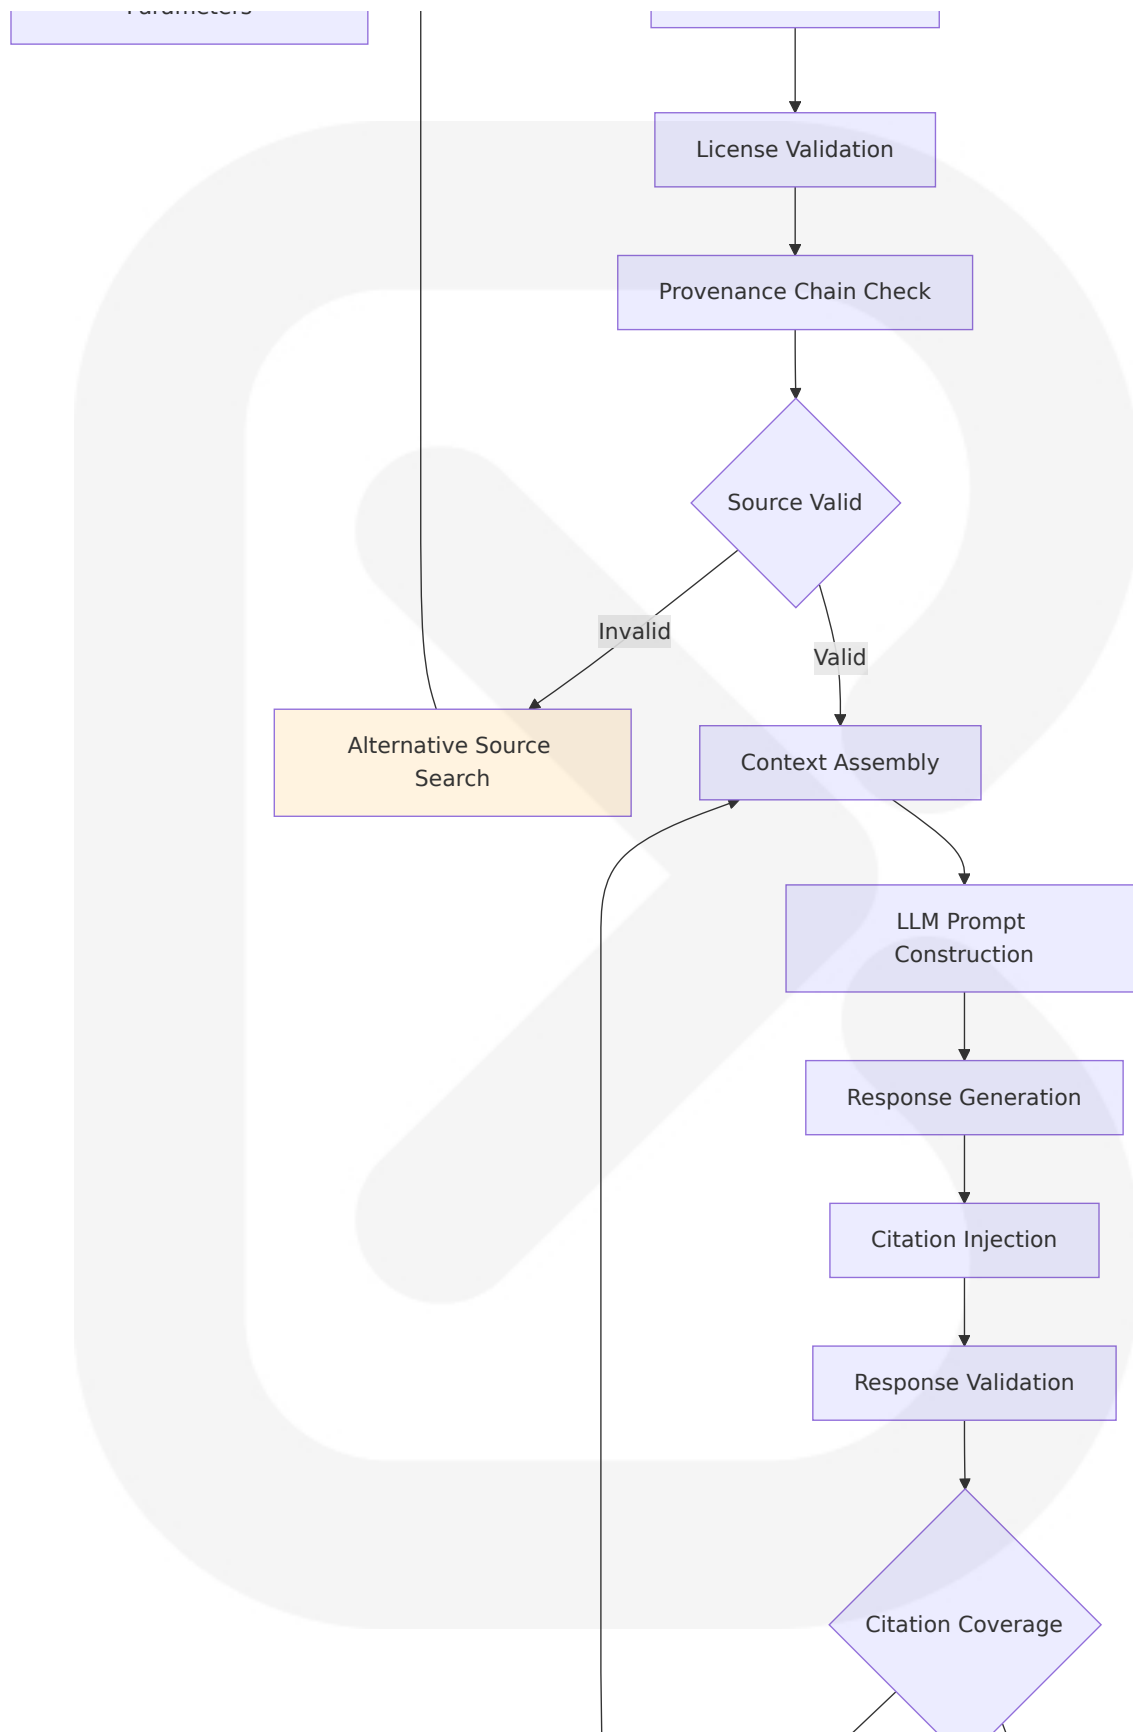 Parameters
License Validation
Provenance Chain Check
Source Valid
Invalid
Valid
Alternative Source
Search
Context Assembly
LLM Prompt
Construction
Response Generation
Citation Injection
Response Validation
Citation Coverage